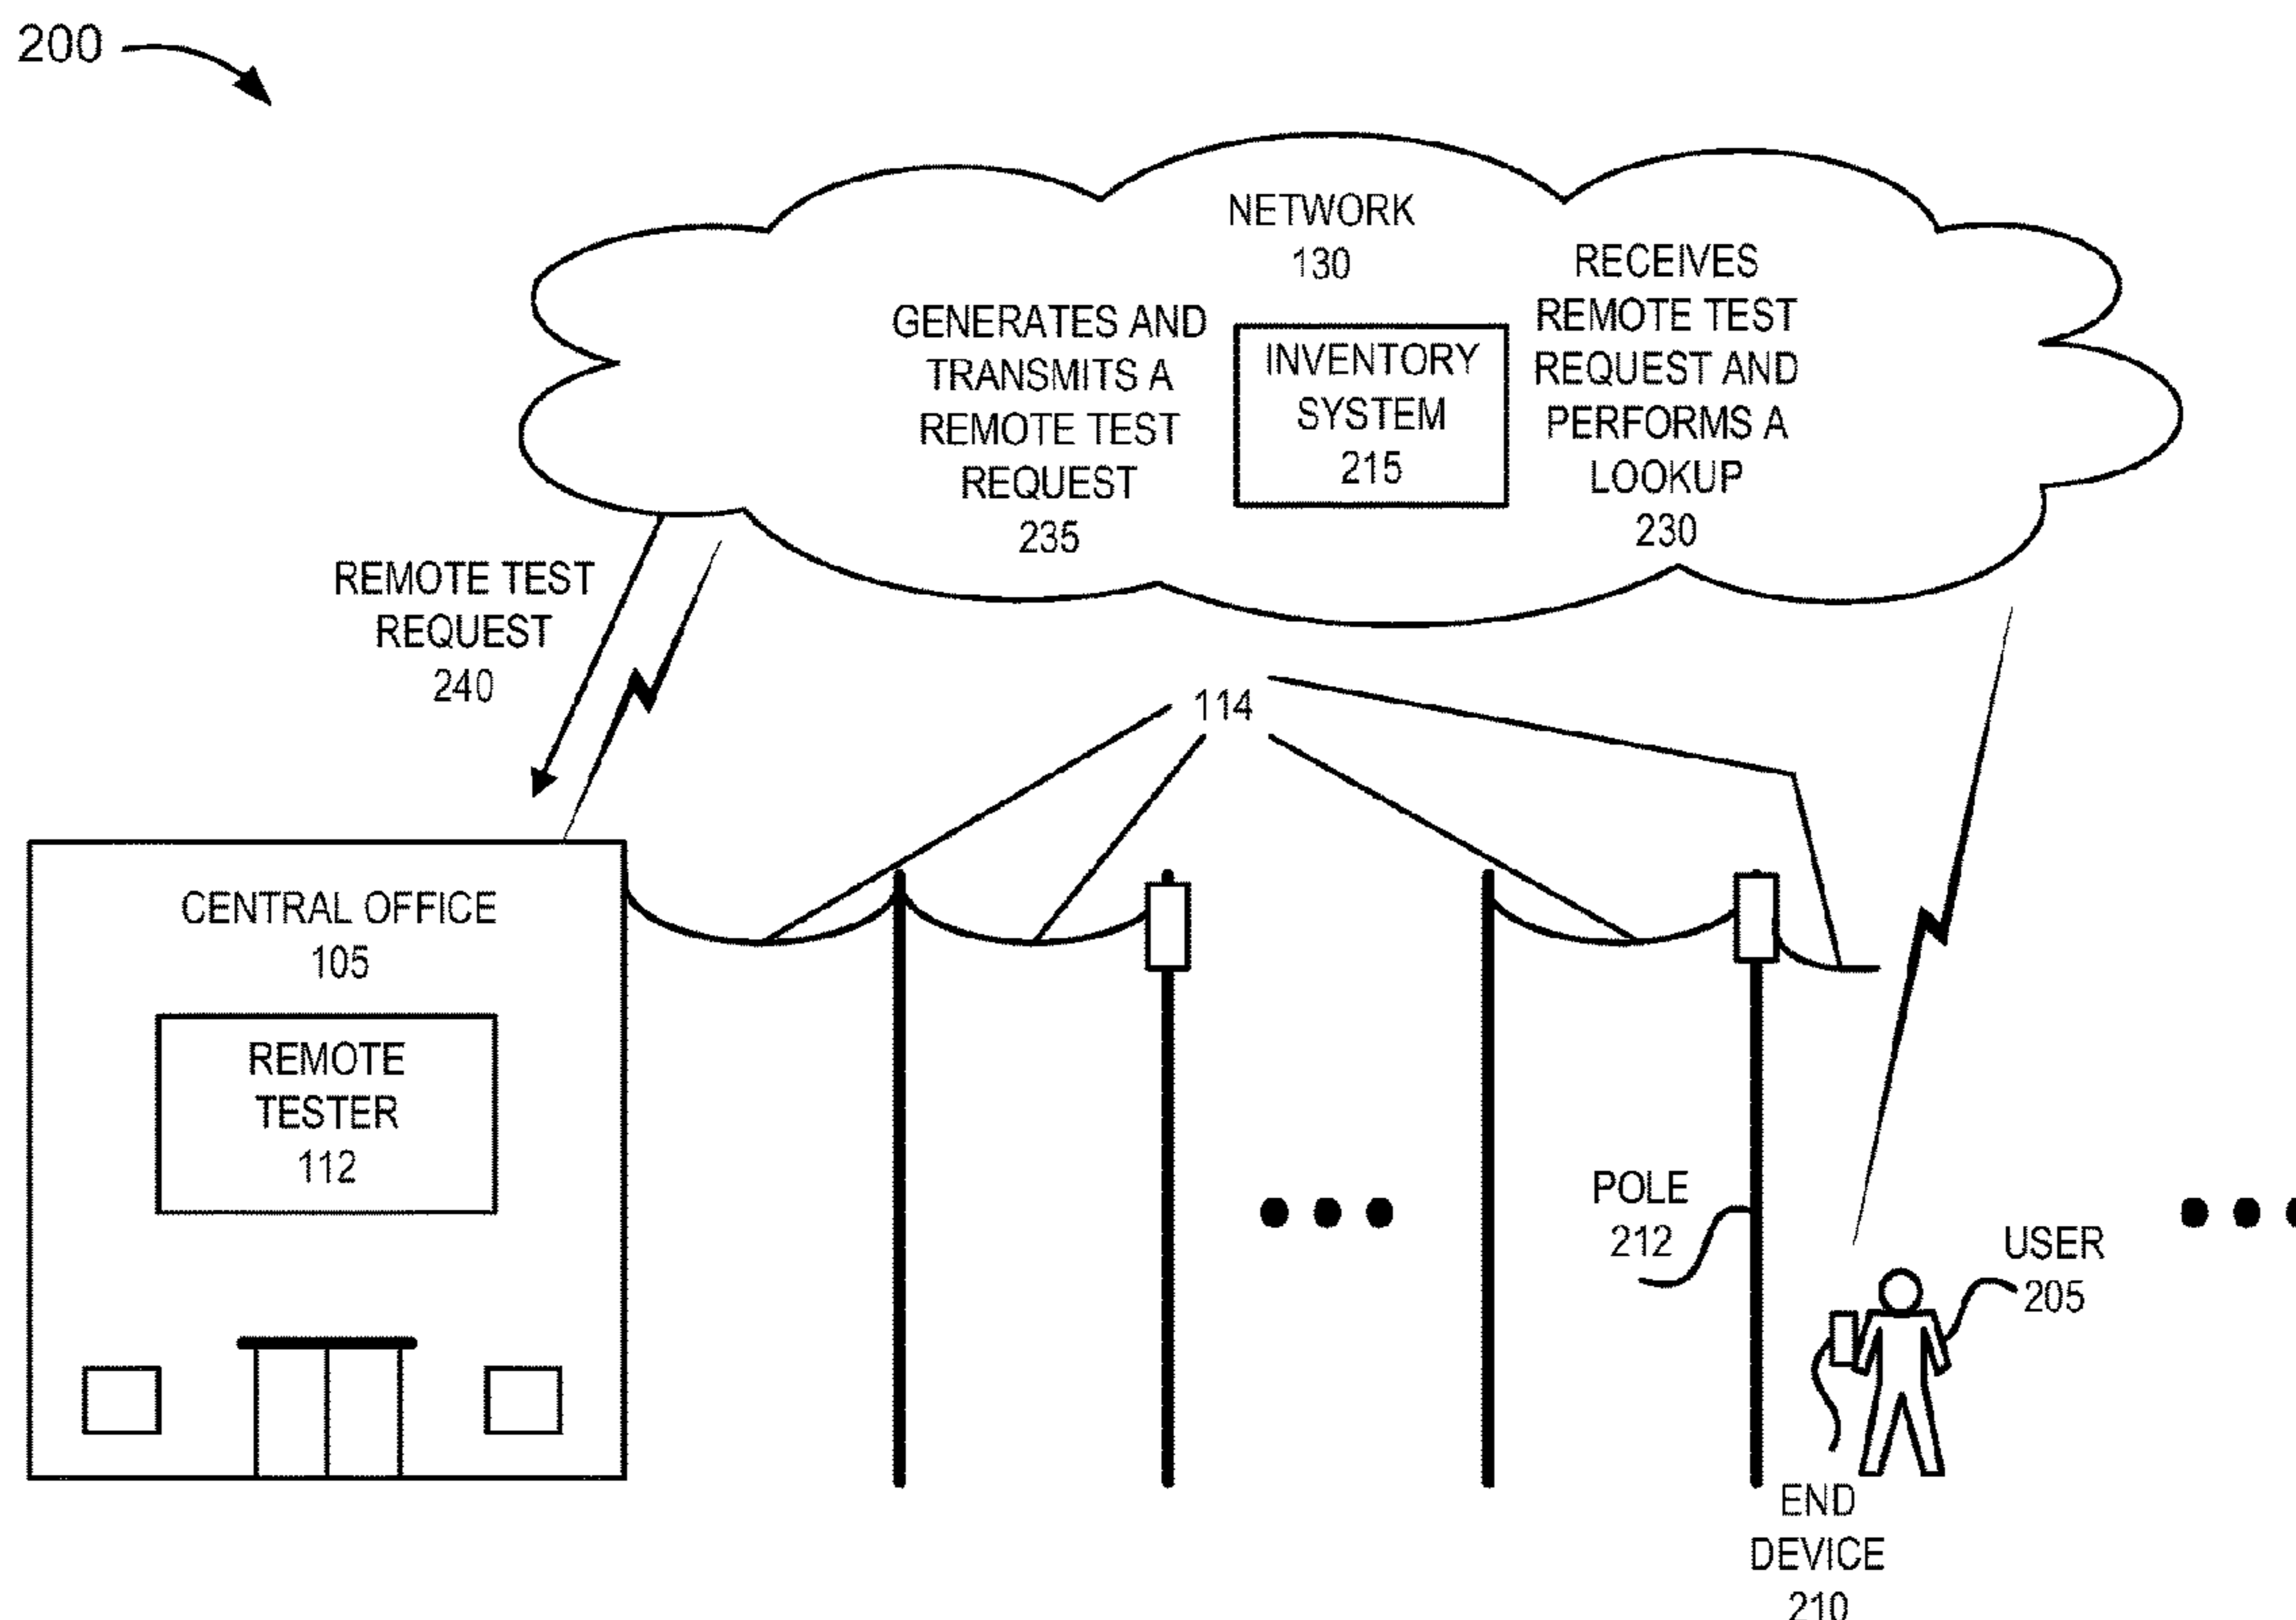 200
NETWORK
130
GENERATES AND
TRANSMITS A
REMOTE TEST
REQUEST
235
INVENTORY
SYSTEM
215
RECEIVES
REMOTE TEST
REQUEST AND
PERFORMS A
LOOKUP
230
REMOTE TEST
REQUEST
240
114
CENTRAL OFFICE
105
REMOTE
TESTER
112
POLE
212
USER
205
END
DEVICE
210